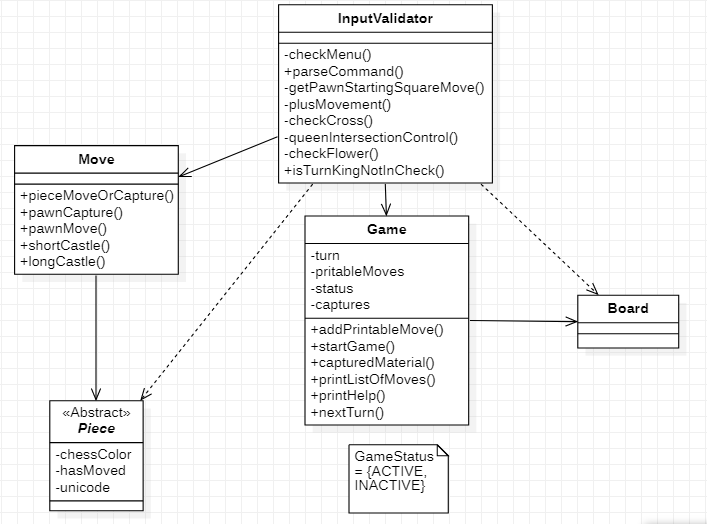 InputValidator
-checkMenu()
+parseCommand()
-getPawnStartingSquareMove()
-plusMovement()
-checkCross()
-queenIntersectionControl()
-checkFlower()
+isTurnKingNotInCheck()
Move
+pieceMoveOrCapture()
+pawnCapture()
+pawnMove()
+shortCastle()
+longCastle()
Game
-turn
-pritableMoves
-status
-captures
+addPrintableMove()
+startGame()
+capturedMaterial()
+printListOfMoves()
+printHelp()
+nextTurn()
Board
«Abstract»
Piece
-chessColor
-hasMoved
-unicode
GameStatus
= {ACTIVE,
INACTIVE}